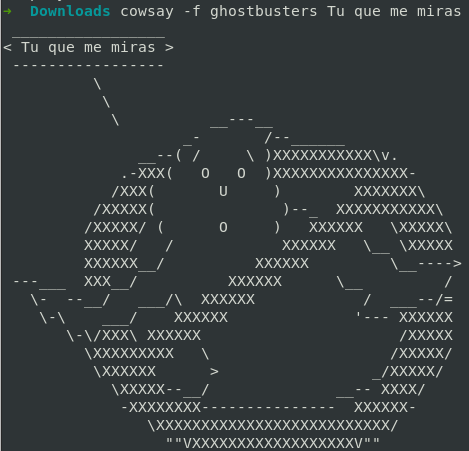 ➜  Downloads cowsay -f ghostbusters Tu que me miras
 _________________
< Tu que me miras >
 -----------------
          \
           \
            \          __---__
                    _-       /--______
               __--( /     \ )XXXXXXXXXXX\v.
             .-XXX(   O   O  )XXXXXXXXXXXXXXX-
            /XXX(       U     )        XXXXXXX\
          /XXXXX(              )--_  XXXXXXXXXXX\
         /XXXXX/ (      O     )   XXXXXX   \XXXXX\
         XXXXX/   /            XXXXXX   \__ \XXXXX
         XXXXXX__/          XXXXXX         \__---->
 ---___  XXX__/          XXXXXX      \__         /
   \-  --__/   ___/\  XXXXXX            /  ___--/=
    \-\    ___/    XXXXXX              '--- XXXXXX
       \-\/XXX\ XXXXXX                      /XXXXX
         \XXXXXXXXX   \                    /XXXXX/
          \XXXXXX      >                 _/XXXXX/
            \XXXXX--__/              __-- XXXX/
             -XXXXXXXX---------------  XXXXXX-
                \XXXXXXXXXXXXXXXXXXXXXXXXXX/
                  ""VXXXXXXXXXXXXXXXXXXV""